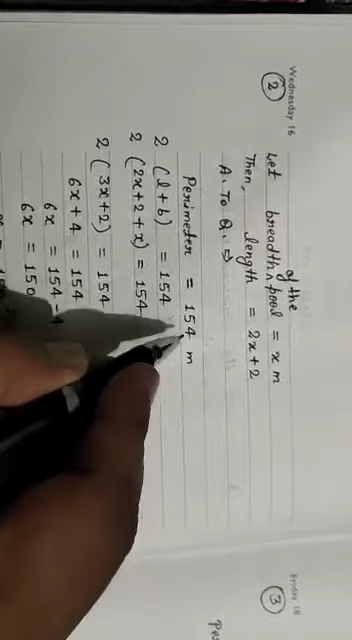 Wednesday 16
②
Let breadth ^ of the pool = x m
Then, length = 2x+2
A. To Q. ⇒
Perimeter = 154 m
2 (l+b) = 154
2 (2x+2+x) = 154
2 (3x+2) = 154
6x+4 = 154
6x = 154-4
6x = 150
Friday 18
③